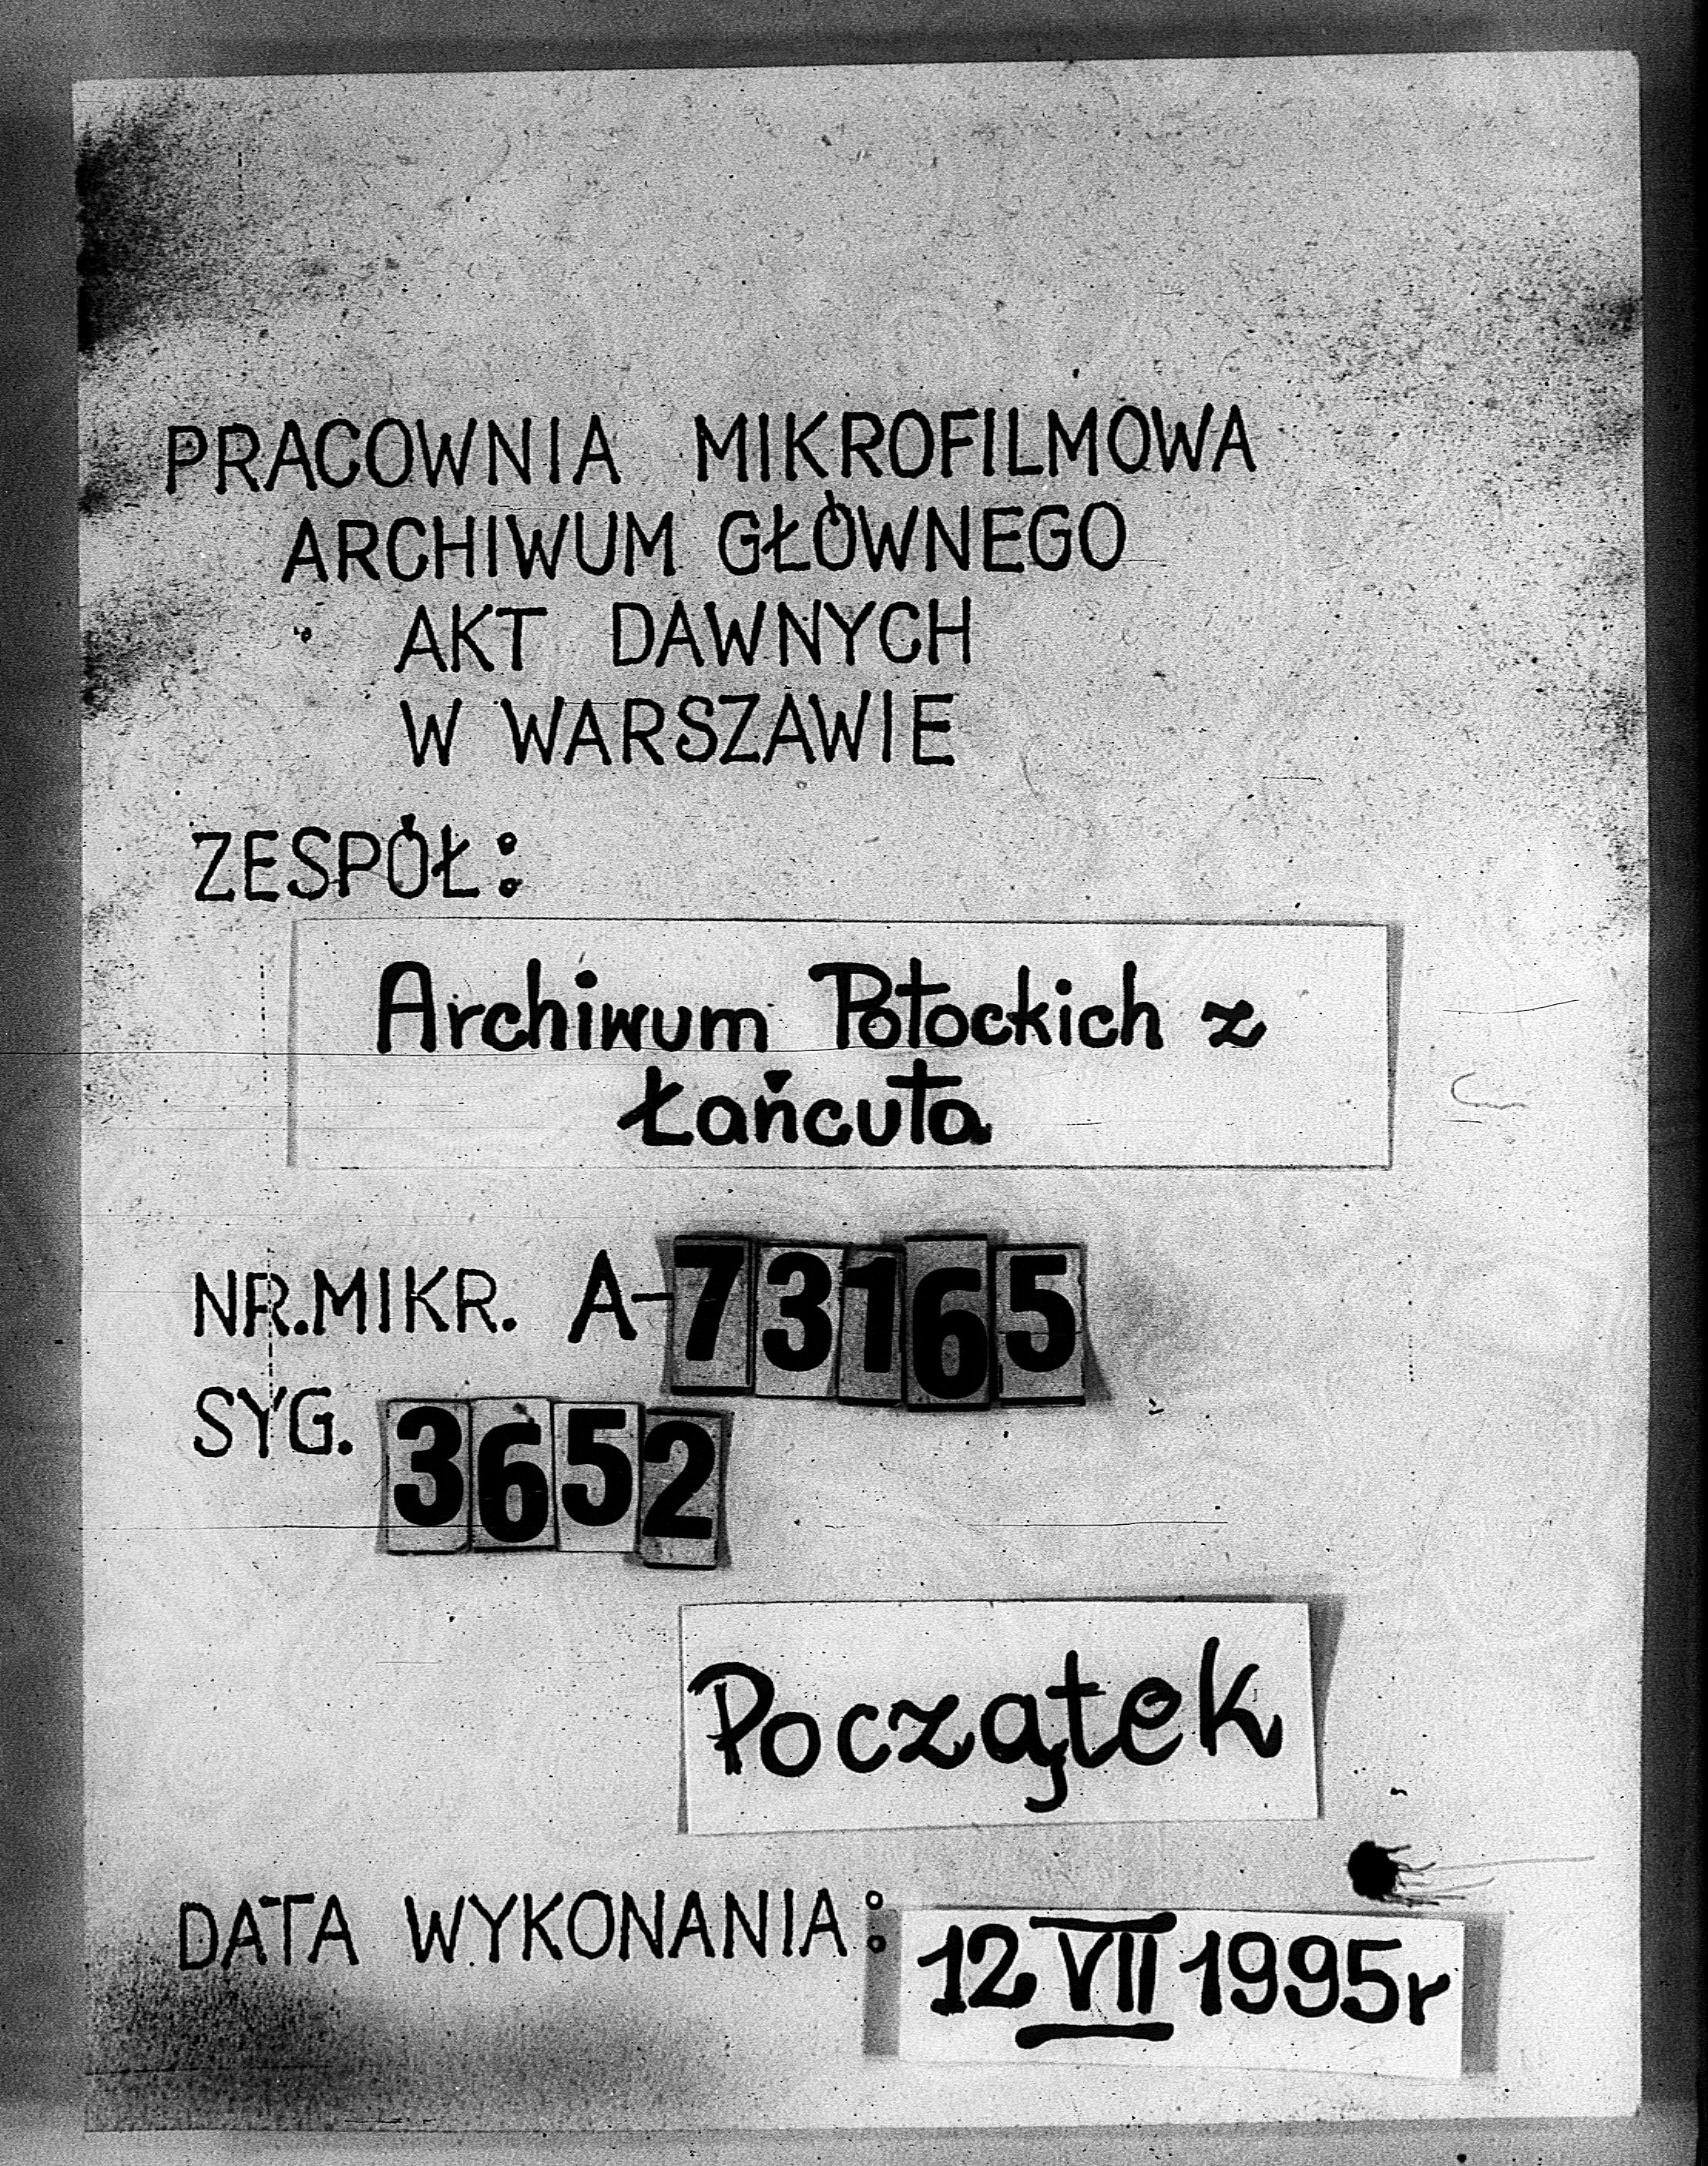 PRACOWNIA MIKROFILMOWA
ARCHIWUM GŁÓWNEGO
AKT DAWNYCH
W WARSZAWIE
ZESPÓŁ:
Archiwum Potockich z
Łańcuta
NR.MIKR. A-73165
SYG. 3652
Początek
DATA WYKONANIA: 12 VII 1995r